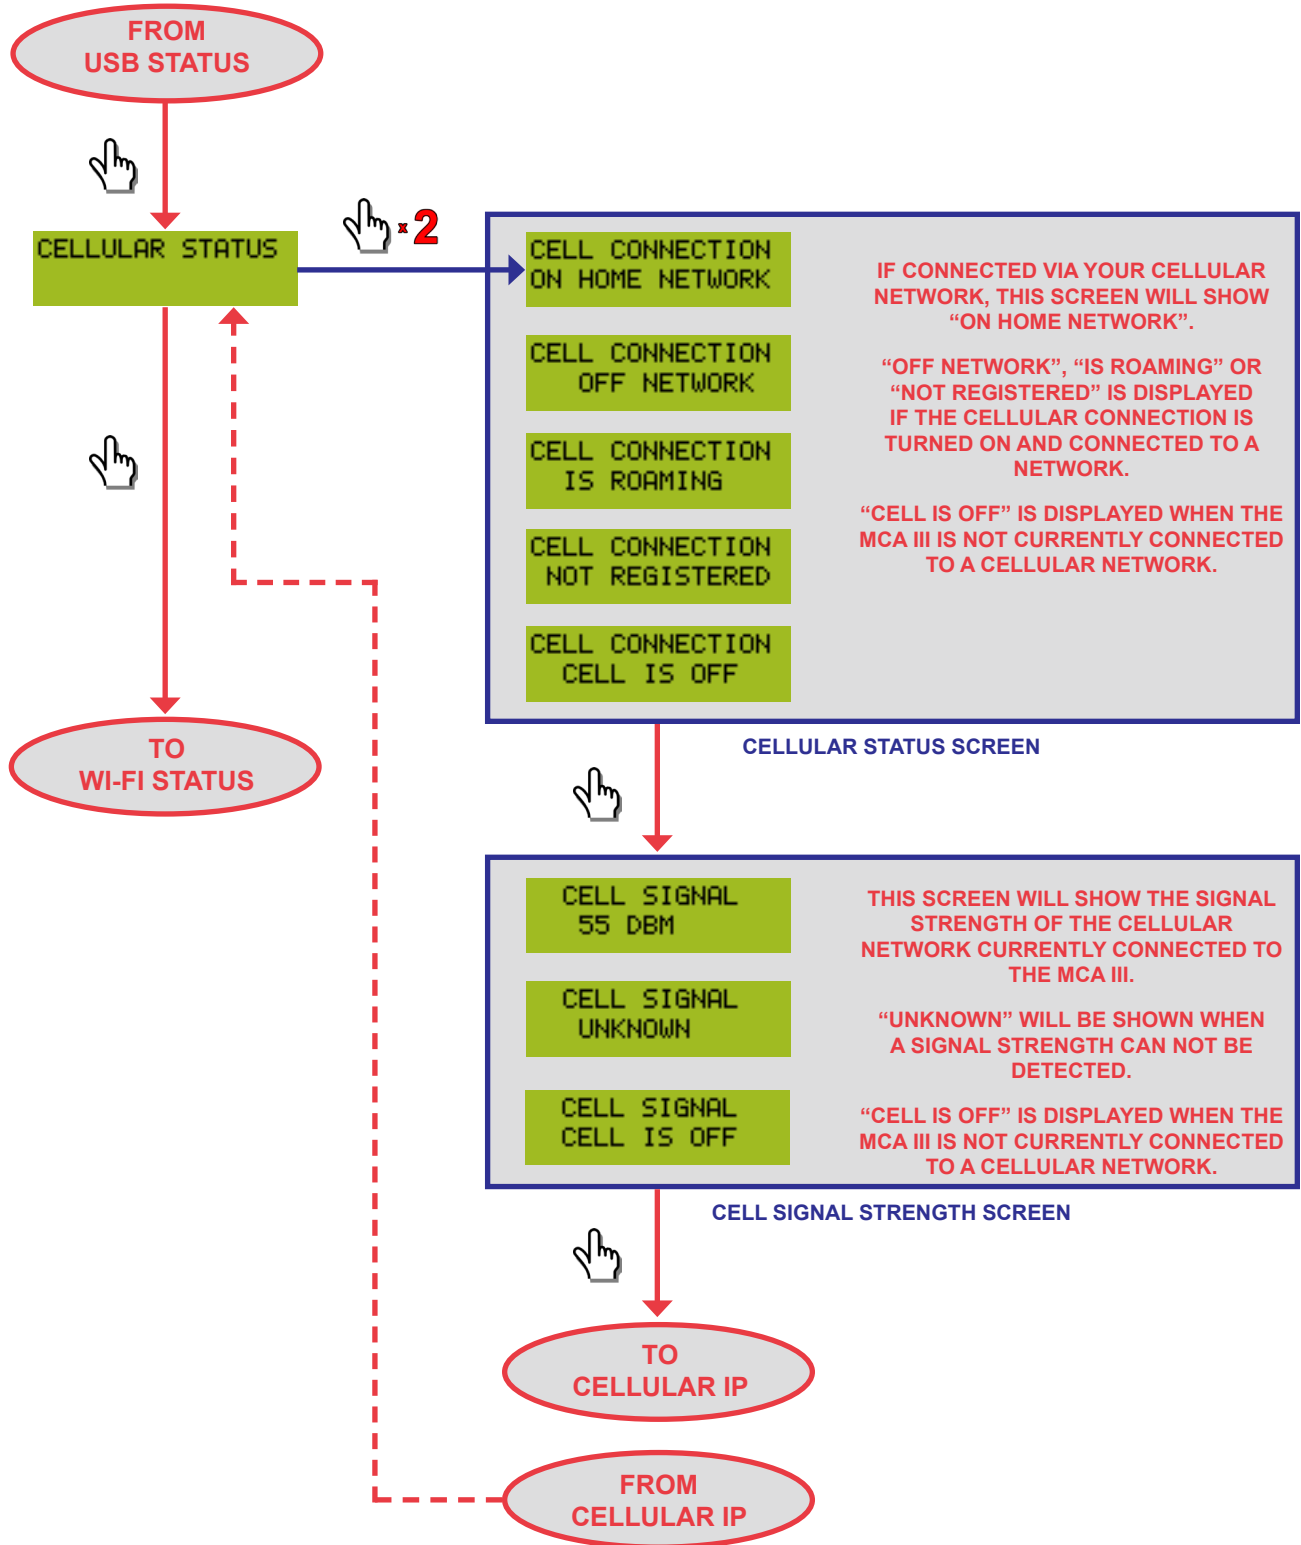 FROM
USB STATUS
× 2
CELLULAR STATUS
CELL CONNECTION
ON HOME NETWORK
CELL CONNECTION
OFF NETWORK
CELL CONNECTION
IS ROAMING
CELL CONNECTION
NOT REGISTERED
CELL CONNECTION
CELL IS OFF
IF CONNECTED VIA YOUR CELLULAR
NETWORK, THIS SCREEN WILL SHOW
“ON HOME NETWORK”.
“OFF NETWORK”, “IS ROAMING” OR
“NOT REGISTERED” IS DISPLAYED
IF THE CELLULAR CONNECTION IS
TURNED ON AND CONNECTED TO A
NETWORK.
“CELL IS OFF” IS DISPLAYED WHEN THE
MCA III IS NOT CURRENTLY CONNECTED
TO A CELLULAR NETWORK.
TO
WI-FI STATUS
CELLULAR STATUS SCREEN
CELL SIGNAL
55 DBM
CELL SIGNAL
UNKNOWN
CELL SIGNAL
CELL IS OFF
THIS SCREEN WILL SHOW THE SIGNAL
STRENGTH OF THE CELLULAR
NETWORK CURRENTLY CONNECTED TO
THE MCA III.
“UNKNOWN” WILL BE SHOWN WHEN
A SIGNAL STRENGTH CAN NOT BE
DETECTED.
“CELL IS OFF” IS DISPLAYED WHEN THE
MCA III IS NOT CURRENTLY CONNECTED
TO A CELLULAR NETWORK.
CELL SIGNAL STRENGTH SCREEN
TO
CELLULAR IP
FROM
CELLULAR IP